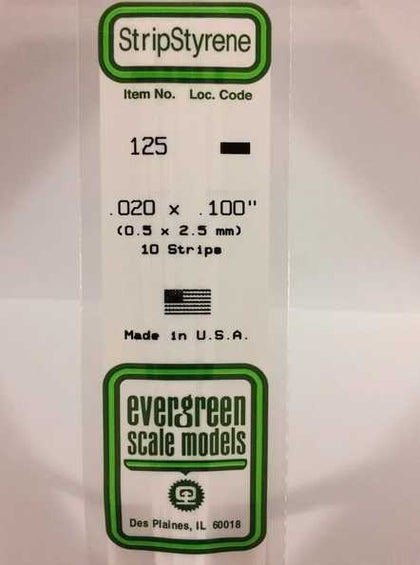 StripStyrene
Item No. Loc. Code
125
.020 x .100"
(0.5 x 2.5 mm)
10 Strips
Made in U.S.A.
evergreen
scale models
Des Plaines, IL 60018